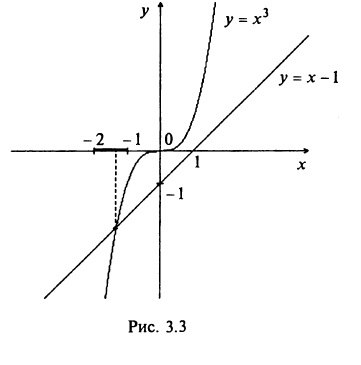 y
y = x³
y = x − 1
−2 −1 0
1 x
−1
Рис. 3.3